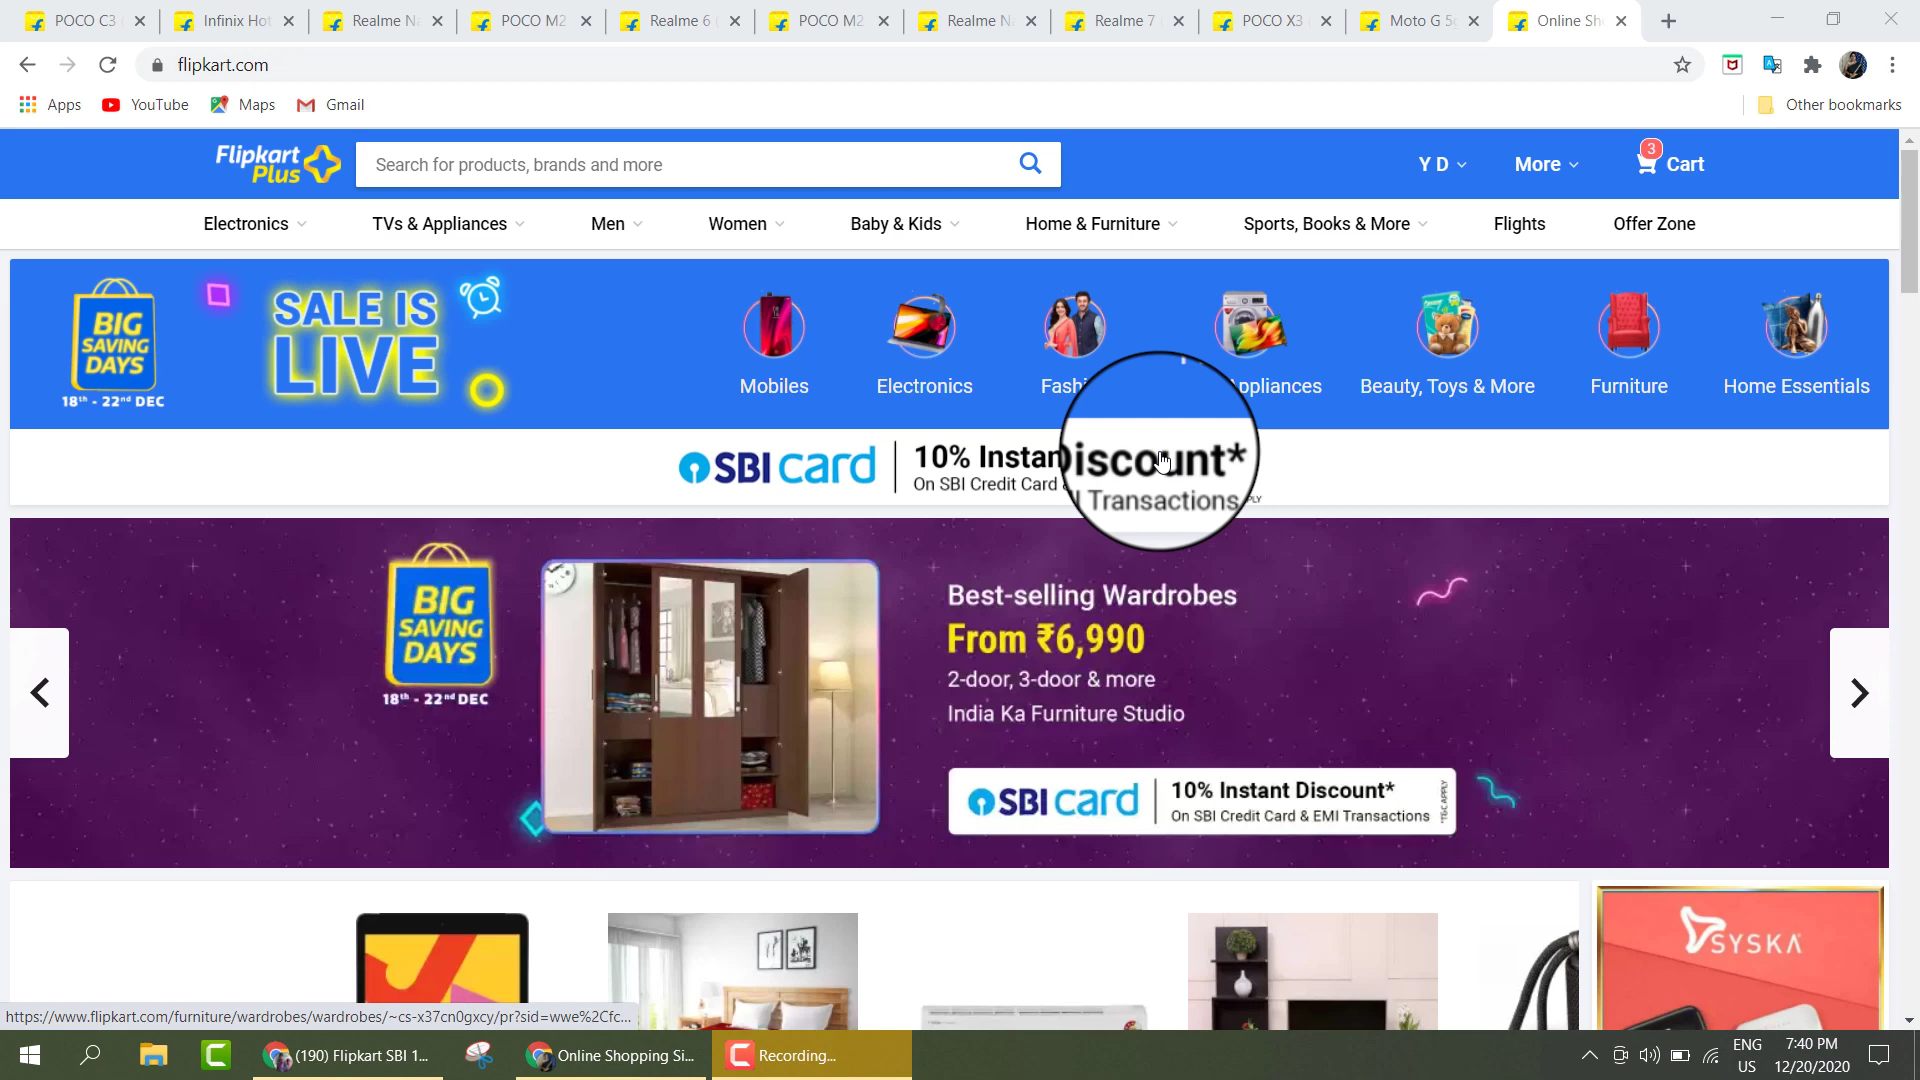 POCO C3
Infinix Hot
Realme N
POCO M2
Realme 6
POCO M2
Realme N
Realme 7
POCO X3
Moto G 5g
Online Sh
flipkart.com
Apps
YouTube
Maps
Gmail
Other bookmarks
Flipkart
Plus
Search for products, brands and more
Y D
More
3
Cart
Electronics
TVs & Appliances
Men
Women
Baby & Kids
Home & Furniture
Sports, Books & More
Flights
Offer Zone
BIG
SAVING
DAYS
18th - 22nd DEC
SALE IS
LIVE
Mobiles
Electronics
Fashi
ppliances
Beauty, Toys & More
Furniture
Home Essentials
SBI card
10% Instan Discount*
On SBI Credit Card & I Transactions
PLY
BIG
SAVING
DAYS
18th - 22nd DEC
Best-selling Wardrobes
From ₹6,990
2-door, 3-door & more
India Ka Furniture Studio
SBI card
10% Instant Discount*
On SBI Credit Card & EMI Transactions
*T&C APPLY
SYSKA
https://www.flipkart.com/furniture/wardrobes/wardrobes/~cs-x37cn0gxcy/pr?sid=wwe%2Cfc...
(190) Flipkart SBI 1...
Online Shopping Si...
Recording...
ENG
US
7:40 PM
12/20/2020